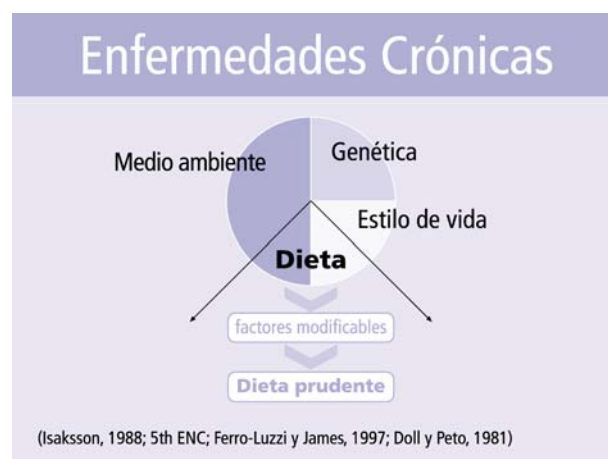 Enfermedades Crónicas
Genética
Medio ambiente
Estilo de vida
Dieta
factores modificables
Dieta prudente
(Isaksson, 1988; 5th ENC; Ferro-Luzzi y James, 1997; Doll y Peto, 1981)